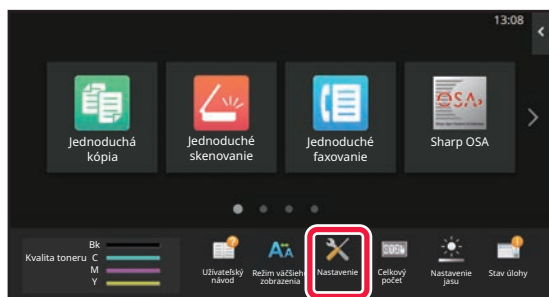 13:08
Jednoduchá
kópia
Jednoduché
skenovanie
Jednoduché
faxovanie
OSA
Sharp OSA
Bk
Kvalita toneru C
M
Y
Užívateľský
návod
Režim väčšieho
zobrazenia
Nastavenie
Celkový
počet
Nastavenie
jasu
Stav úlohy